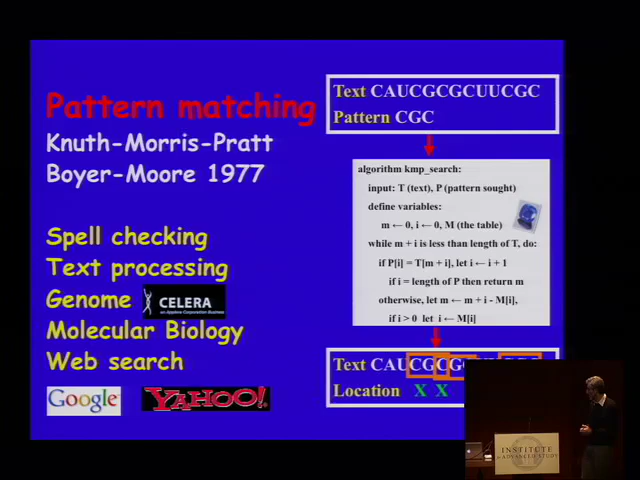 Pattern matching
Knuth-Morris-Pratt
Boyer-Moore 1977
Spell checking
Text processing
Genome
CELERA
an Applera Corporation Business
Molecular Biology
Web search
Google
YAHOO!
Text CAUCGCGCUUCGC
Pattern CGC
algorithm kmp_search:
input: T (text), P (pattern sought)
define variables:
m ← 0, i ← 0, M (the table)
while m + i is less than length of T, do:
if P[i] = T[m + i], let i ← i + 1
if i = length of P then return m
otherwise, let m ← m + i - M[i],
if i > 0 let i ← M[i]
Text CAUCGCGC
Location X X
INSTITUTE
for ADVANCED STUDY